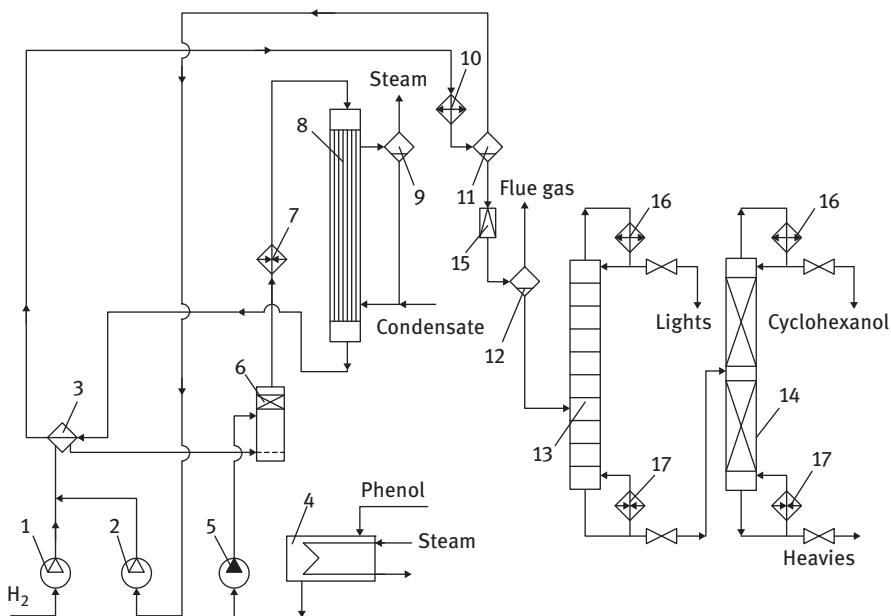 10
Steam
8
9
11
Flue gas
7
16
16
15
12
Condensate
Lights
Cyclohexanol
6
3
13
14
17
17
Phenol
1
2
5
4
Steam
Heavies
H2